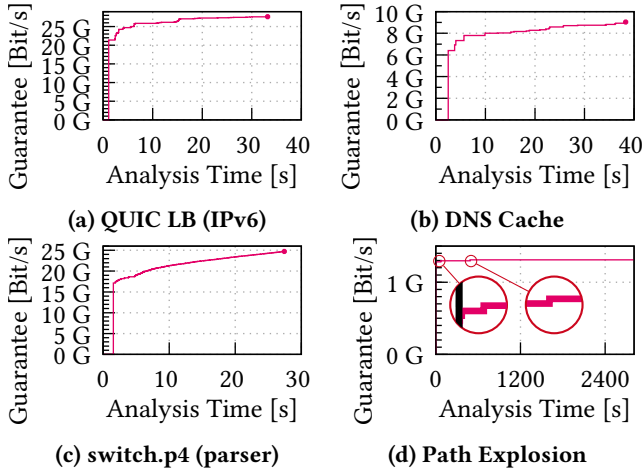 Guarantee [Bit/s]
25 G
20 G
15 G
10 G
5 G
0 G
0 10 20 30 40
Analysis Time [s]
(a) QUIC LB (IPv6)
Guarantee [Bit/s]
10 G
8 G
6 G
4 G
2 G
0 G
0 10 20 30 40
Analysis Time [s]
(b) DNS Cache
Guarantee [Bit/s]
25 G
20 G
15 G
10 G
5 G
0 G
0 10 20 30
Analysis Time [s]
(c) switch.p4 (parser)
Guarantee [Bit/s]
1 G
0 G
0 1200 2400
Analysis Time [s]
(d) Path Explosion